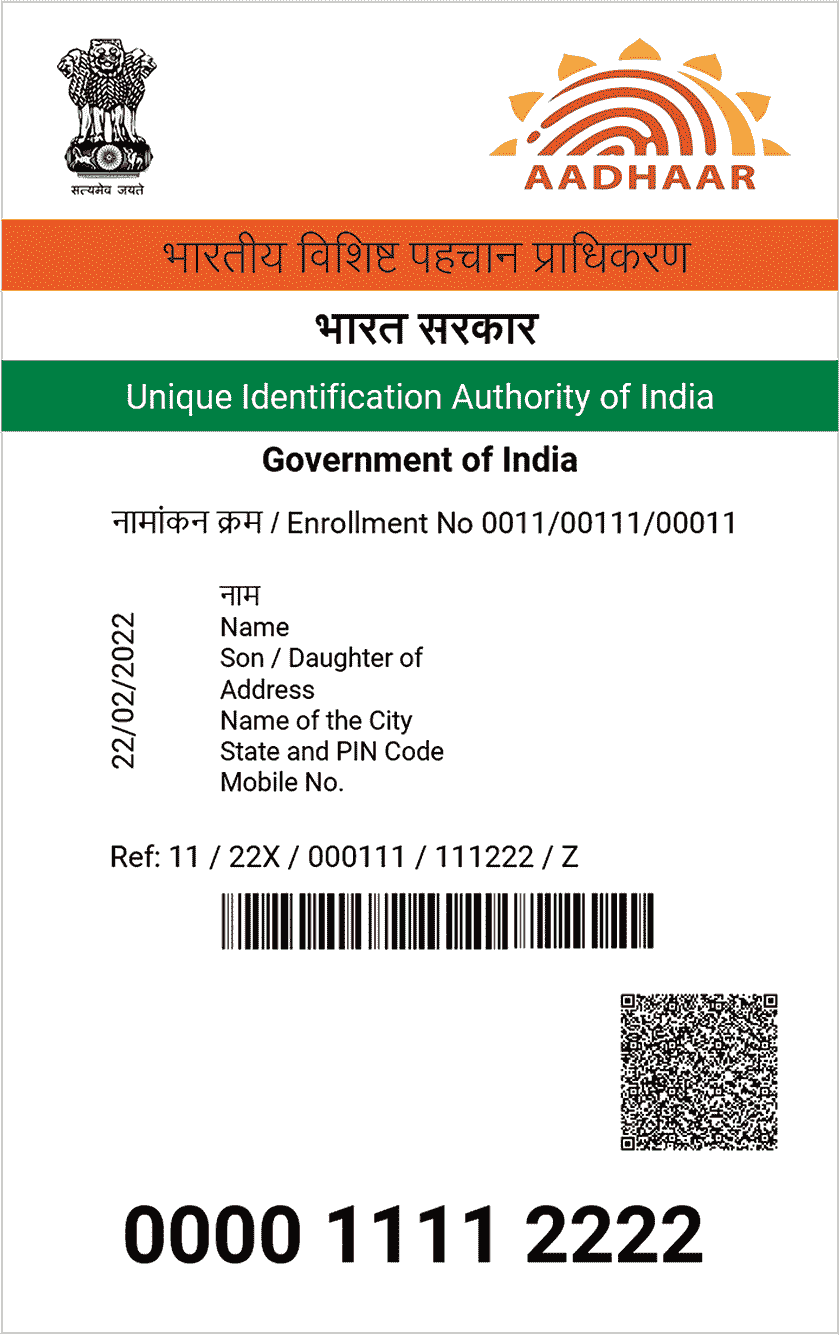 सत्यमेव जयते
AADHAAR
भारतीय विशिष्ट पहचान प्राधिकरण
भारत सरकार
Unique Identification Authority of India
Government of India
नामांकन क्रम / Enrollment No 0011/00111/00011
22/02/2022
नाम
Name
Son / Daughter of
Address
Name of the City
State and PIN Code
Mobile No.
Ref: 11 / 22X / 000111 / 111222 / Z
0000 1111 2222